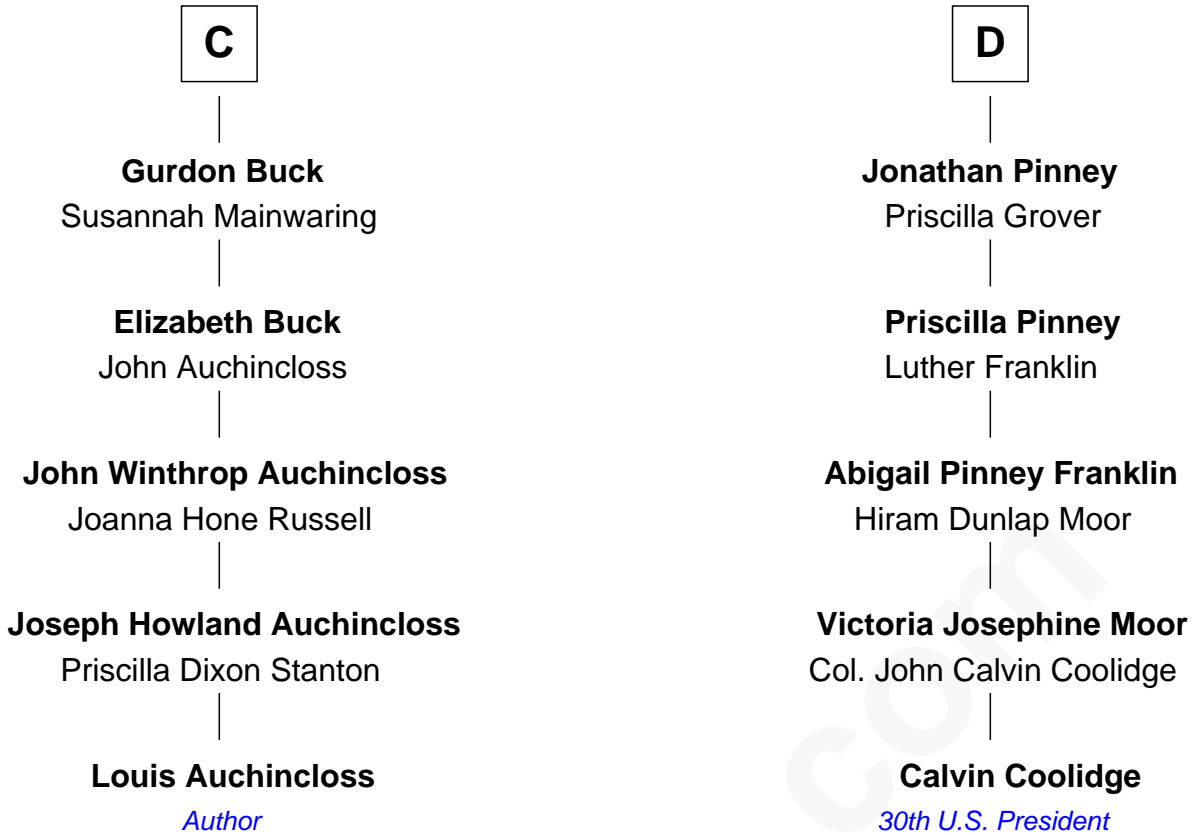 C
Gurdon Buck
Susannah Mainwaring
Elizabeth Buck
John Auchincloss
John Winthrop Auchincloss
Joanna Hone Russell
Joseph Howland Auchincloss
Priscilla Dixon Stanton
Louis Auchincloss
Author
D
Jonathan Pinney
Priscilla Grover
Priscilla Pinney
Luther Franklin
Abigail Pinney Franklin
Hiram Dunlap Moor
Victoria Josephine Moor
Col. John Calvin Coolidge
Calvin Coolidge
30th U.S. President
com